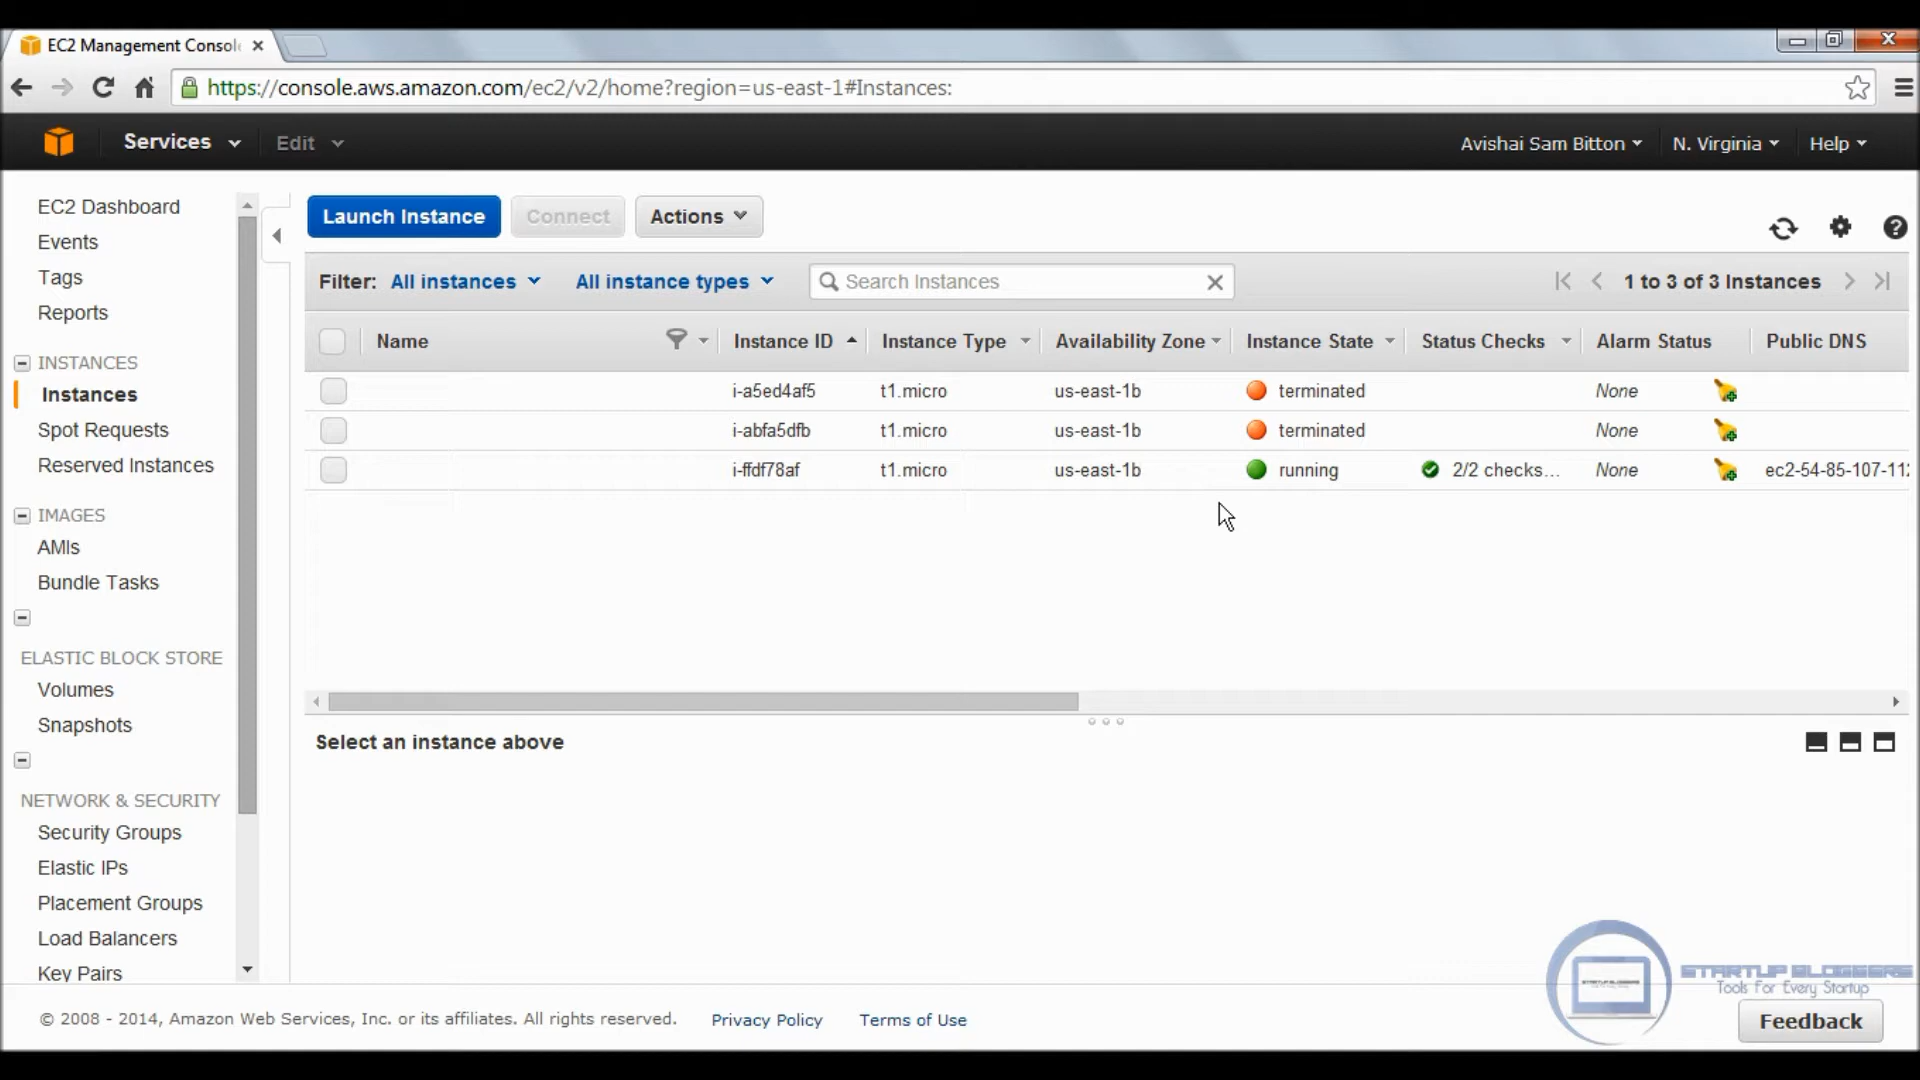 EC2 Management Consol
https://console.aws.amazon.com/ec2/v2/home?region=us-east-1#Instances:
Services Edit Avishai Sam Bitton N. Virginia Help
EC2 Dashboard
Events
Tags
Reports
INSTANCES
Instances
Spot Requests
Reserved Instances
IMAGES
AMIs
Bundle Tasks
ELASTIC BLOCK STORE
Volumes
Snapshots
NETWORK & SECURITY
Security Groups
Elastic IPs
Placement Groups
Load Balancers
Key Pairs
Launch Instance Connect Actions
Filter: All instances All instance types Search Instances 1 to 3 of 3 Instances
Name Instance ID Instance Type Availability Zone Instance State Status Checks Alarm Status Public DNS
i-a5ed4af5 t1.micro us-east-1b terminated None
i-abfa5dfb t1.micro us-east-1b terminated None
i-ffdf78af t1.micro us-east-1b running 2/2 checks... None ec2-54-85-107-112
Select an instance above
STARTUP BLOGGERS
Tools For Every Startup
© 2008 - 2014, Amazon Web Services, Inc. or its affiliates. All rights reserved. Privacy Policy Terms of Use Feedback